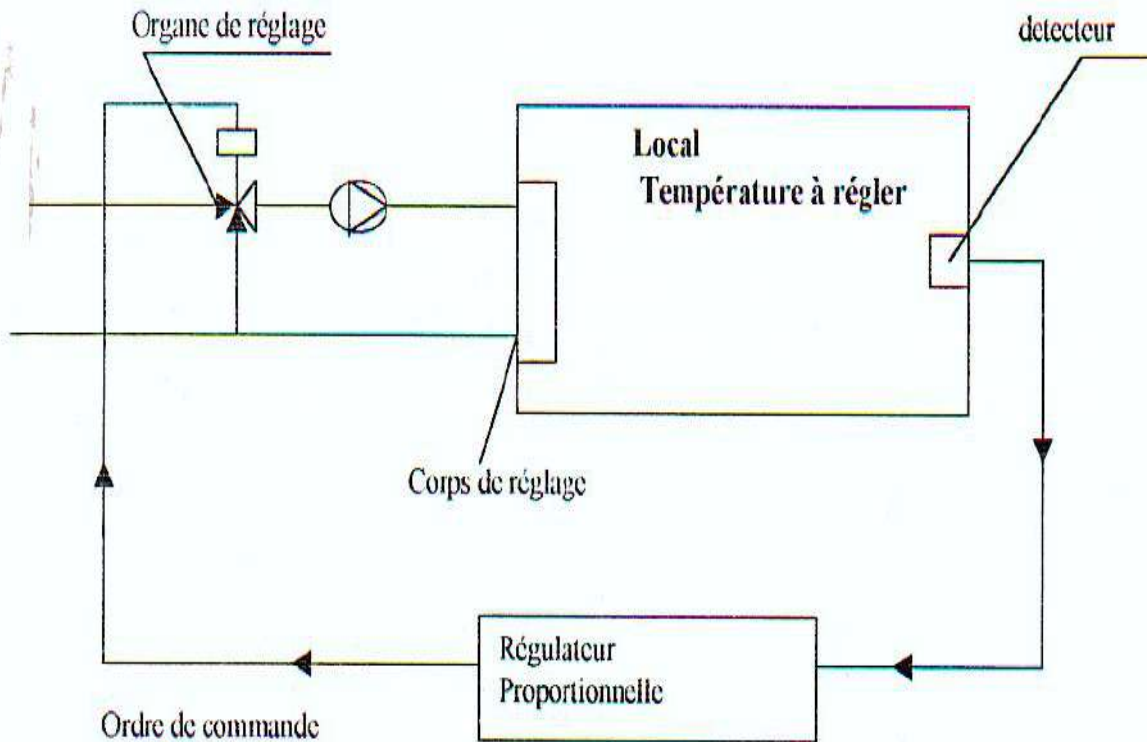 Organe de réglage
detecteur
Local
Température à régler
Corps de réglage
Régulateur
Proportionnelle
Ordre de commande